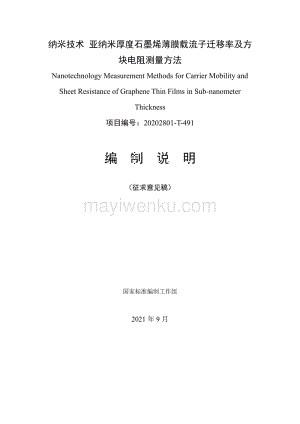 纳米技术 亚纳米厚度石墨烯薄膜载流子迁移率及方
块电阻测量方法
Nanotechnology Measurement Methods for Carrier Mobility and
Sheet Resistance of Graphene Thin Films in Sub-nanometer
Thickness
项目编号：20202801-T-491
编 制 说 明
（征求意见稿）
mayiwenku.com
国家标准编制工作组
2021 年 9 月